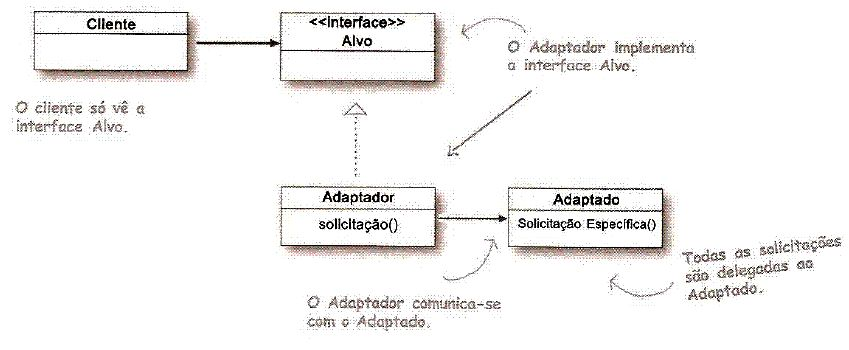 Cliente
<<Interface>>
Alvo
O Adaptador implementa
a interface Alvo.
O cliente só vê a
interface Alvo.
Adaptador
solicitação()
Adaptado
Solicitação Específica()
Todas as solicitações
são delegadas ao
Adaptado.
O Adaptador comunica-se
com o Adaptado.